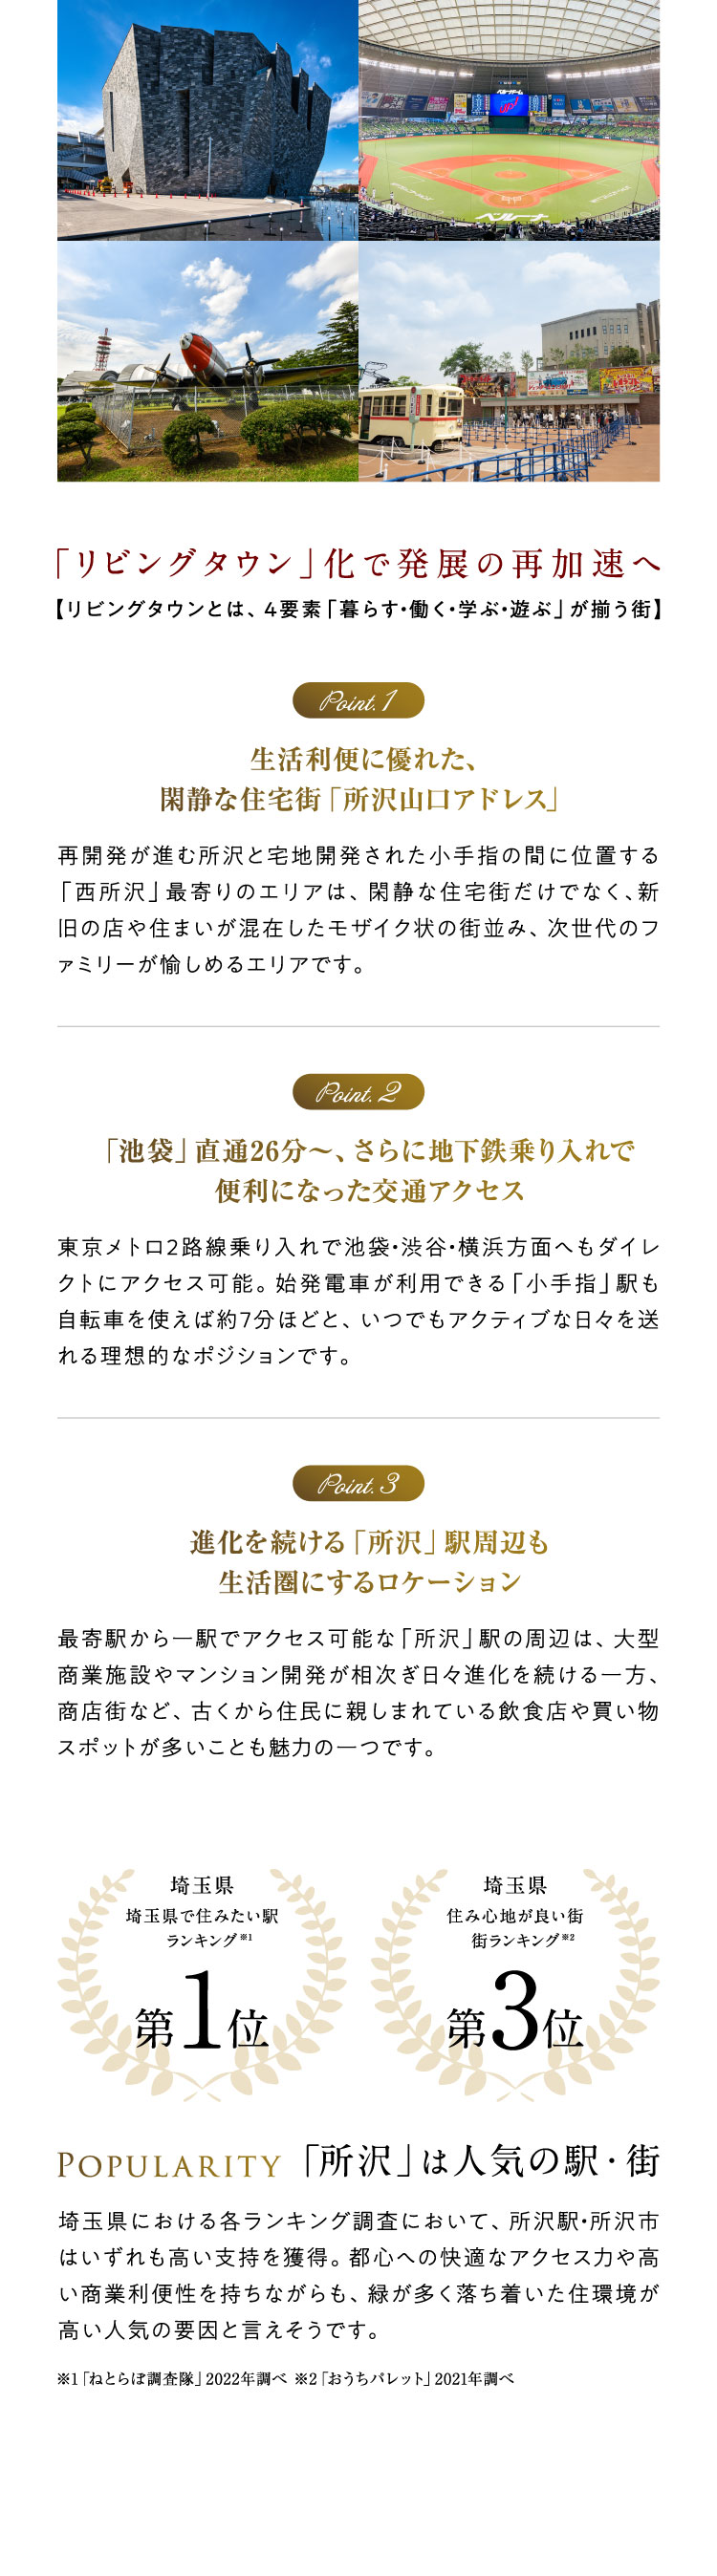 ベルーナドーム
ベルーナ
「リビングタウン」化で発展の再加速へ
【リビングタウンとは、4要素「暮らす・働く・学ぶ・遊ぶ」が揃う街】
Point.1
生活利便に優れた、
閑静な住宅街「所沢山口アドレス」
再開発が進む所沢と宅地開発された小手指の間に位置する
「西所沢」最寄りのエリアは、閑静な住宅街だけでなく、新
旧の店や住まいが混在したモザイク状の街並み、次世代のフ
ァミリーが愉しめるエリアです。
Point.2
「池袋」直通26分〜、さらに地下鉄乗り入れで
便利になった交通アクセス
東京メトロ2路線乗り入れで池袋・渋谷・横浜方面へもダイレ
クトにアクセス可能。始発電車が利用できる「小手指」駅も
自転車を使えば約7分ほどと、いつでもアクティブな日々を送
れる理想的なポジションです。
Point.3
進化を続ける「所沢」駅周辺も
生活圏にするロケーション
最寄駅から一駅でアクセス可能な「所沢」駅の周辺は、大型
商業施設やマンション開発が相次ぎ日々進化を続ける一方、
商店街など、古くから住民に親しまれている飲食店や買い物
スポットが多いことも魅力の一つです。
埼玉県
埼玉県で住みたい駅
ランキング※1
第1位
埼玉県
住み心地が良い街
街ランキング※2
第3位
POPULARITY 「所沢」は人気の駅・街
埼玉県における各ランキング調査において、所沢駅・所沢市
はいずれも高い支持を獲得。都心への快適なアクセス力や高
い商業利便性を持ちながらも、緑が多く落ち着いた住環境が
高い人気の要因と言えそうです。
※1「ねとらぼ調査隊」2022年調べ ※2「おうちパレット」2021年調べ